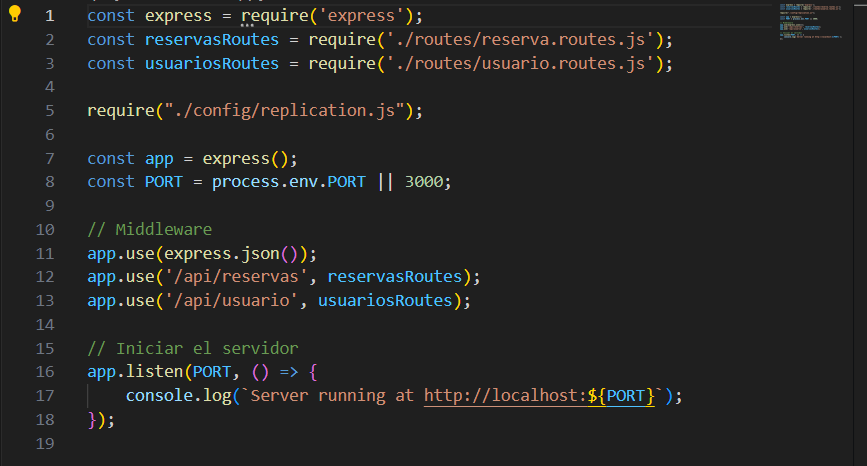 1 const express = require('express');
2 const reservasRoutes = require('./routes/reserva.routes.js');
3 const usuariosRoutes = require('./routes/usuario.routes.js');
4
5 require("./config/replication.js");
6
7 const app = express();
8 const PORT = process.env.PORT || 3000;
9
10 // Middleware
11 app.use(express.json());
12 app.use('/api/reservas', reservasRoutes);
13 app.use('/api/usuario', usuariosRoutes);
14
15 // Iniciar el servidor
16 app.listen(PORT, () => {
17     console.log(`Server running at http://localhost:${PORT}`);
18 });
19